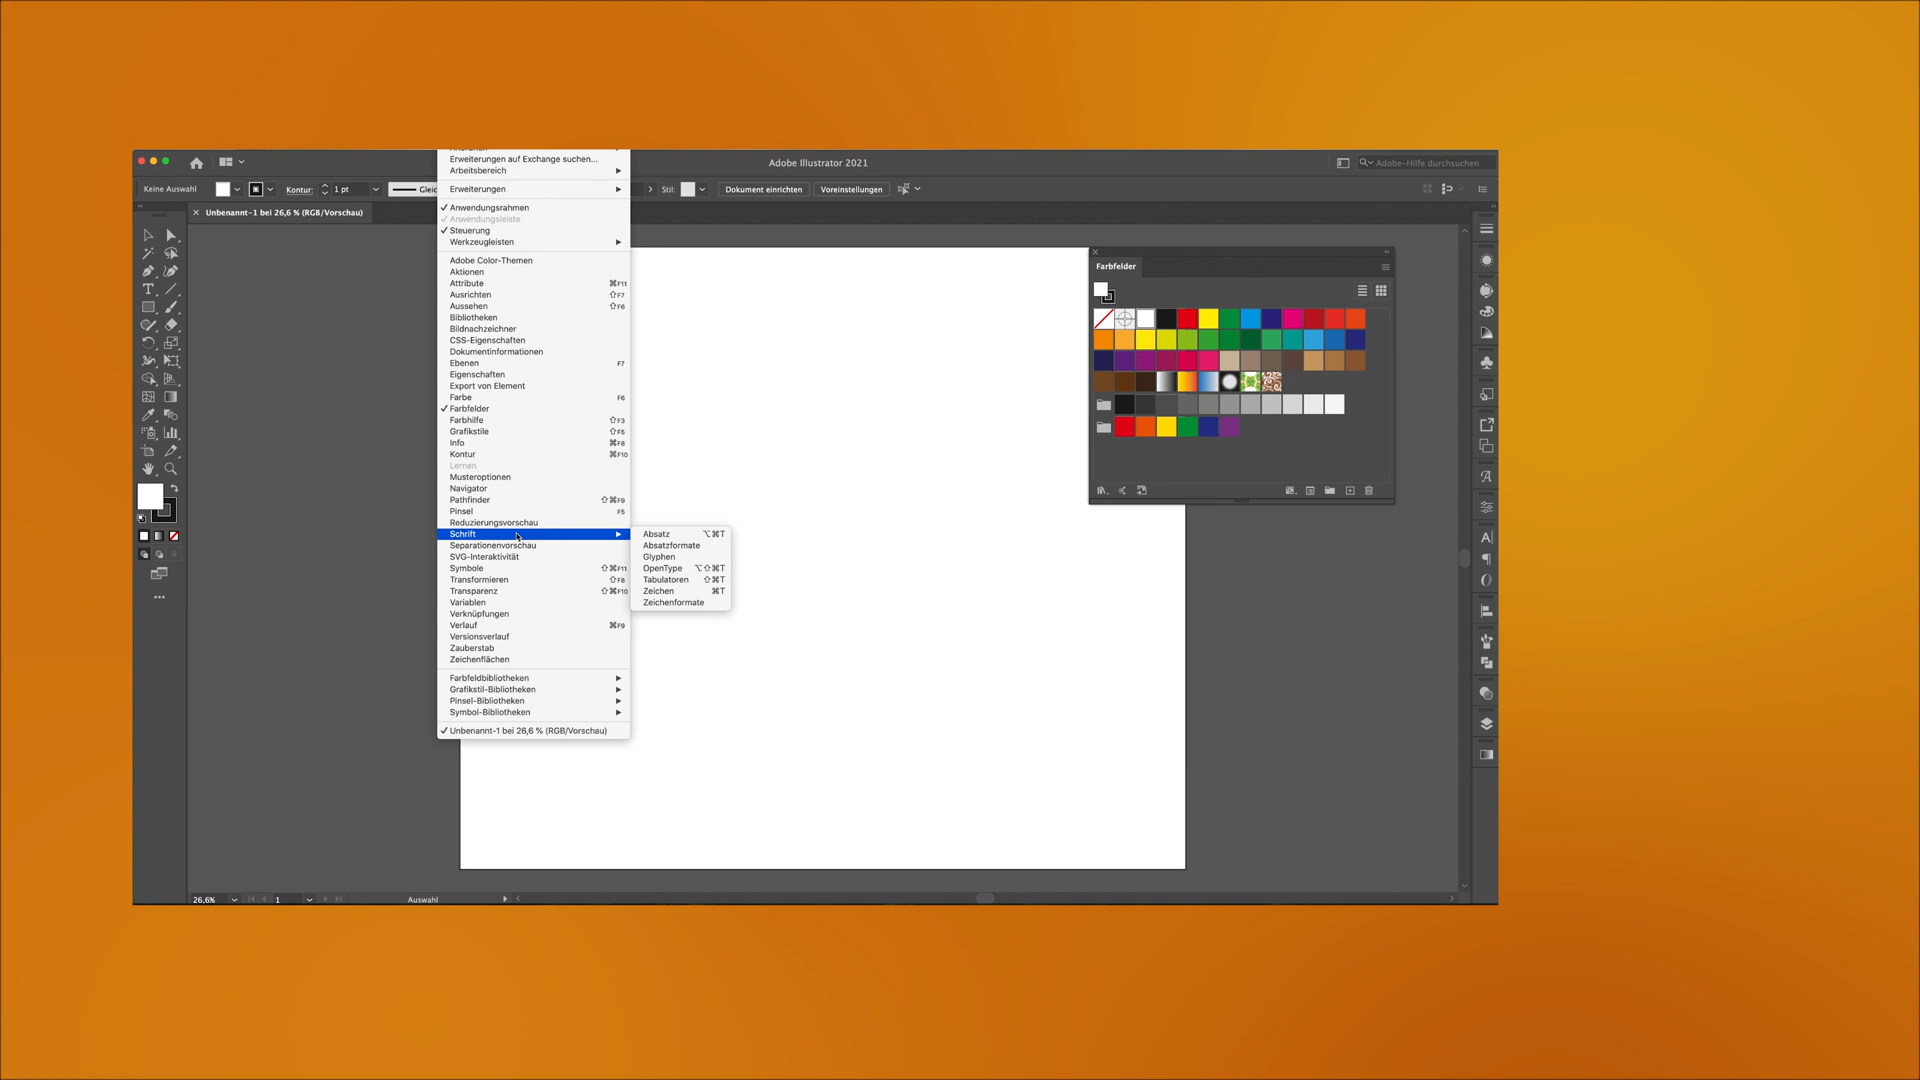 Adobe Illustrator 2021
Adobe-Hilfe durchsuchen
Keine Auswahl
Kontur:
1 pt
Gleic
Stil:
Dokument einrichten
Voreinstellungen
× Unbenannt-1 bei 26,6 % (RGB/Vorschau)
Erweiterungen auf Exchange suchen...
Arbeitsbereich
Erweiterungen
✓ Anwendungsrahmen
✓ Anwendungsleiste
✓ Steuerung
Werkzeugleisten
Adobe Color-Themen
Aktionen
Attribute ⌘F11
Ausrichten ⇧F7
Aussehen ⇧F6
Bibliotheken
Bildnachzeichner
CSS-Eigenschaften
Dokumentinformationen
Ebenen F7
Eigenschaften
Export von Element
Farbe F6
✓ Farbfelder
Farbhilfe ⇧F3
Grafikstile ⇧F5
Info ⌘F8
Kontur ⌘F10
Lernen
Musteroptionen
Navigator
Pathfinder ⇧⌘F9
Pinsel F5
Reduzierungsvorschau
Schrift
Separationenvorschau
SVG-Interaktivität
Symbole ⇧⌘F11
Transformieren ⇧F8
Transparenz ⇧⌘F10
Variablen
Verknüpfungen
Verlauf ⌘F9
Versionsverlauf
Zauberstab
Zeichenflächen
Farbfeldbibliotheken
Grafikstil-Bibliotheken
Pinsel-Bibliotheken
Symbol-Bibliotheken
✓ Unbenannt-1 bei 26,6 % (RGB/Vorschau)
Absatz ⌥⌘T
Absatzformate
Glyphen
OpenType ⌥⇧⌘T
Tabulatoren ⇧⌘T
Zeichen ⌘T
Zeichenformate
Farbfelder
26,6%
1
Auswahl